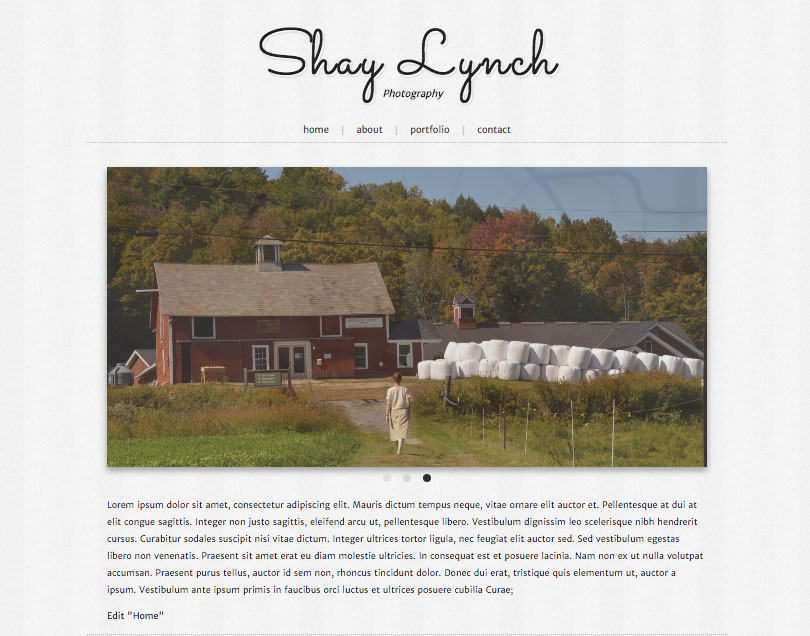 Shay Lynch
Photography
home | about | portfolio | contact
Lorem ipsum dolor sit amet, consectetur adipiscing elit. Mauris dictum tempus neque, vitae ornare elit auctor et. Pellentesque at dui at
elit congue sagittis. Integer non justo sagittis, eleifend arcu ut, pellentesque libero. Vestibulum dignissim leo scelerisque nibh hendrerit
cursus. Curabitur sodales suscipit nisi vitae dictum. Integer ultrices tortor ligula, nec feugiat elit auctor sed. Sed vestibulum egestas
libero non venenatis. Praesent sit amet erat eu diam molestie ultricies. In consequat est et posuere lacinia. Nam non ex ut nulla volutpat
accumsan. Praesent purus tellus, auctor id sem non, rhoncus tincidunt dolor. Donec dui erat, tristique quis elementum ut, auctor a
ipsum. Vestibulum ante ipsum primis in faucibus orci luctus et ultrices posuere cubilia Curae;
Edit "Home"